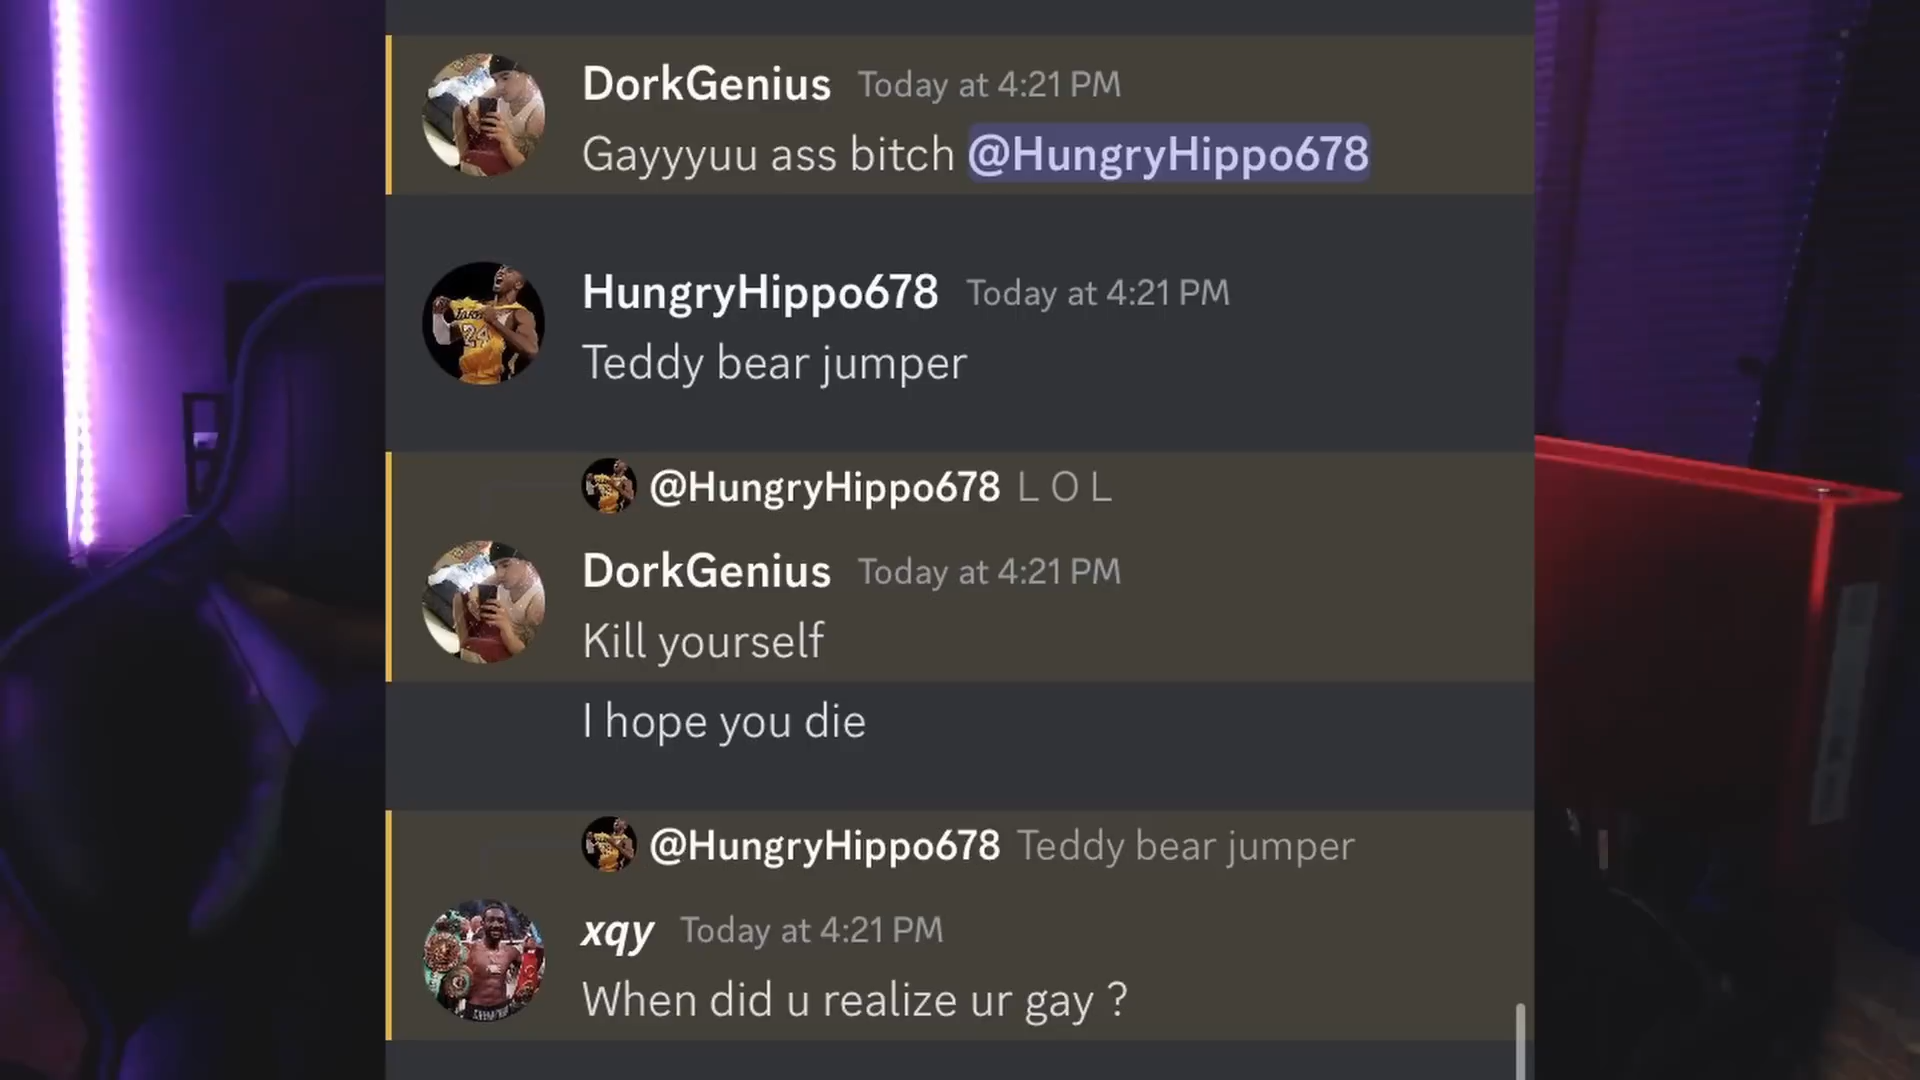 DorkGenius Today at 4:21 PM
Gayyyuu ass bitch @HungryHippo678
HungryHippo678 Today at 4:21 PM
Teddy bear jumper
@HungryHippo678 L O L
DorkGenius Today at 4:21 PM
Kill yourself
I hope you die
@HungryHippo678 Teddy bear jumper
xqy Today at 4:21 PM
When did u realize ur gay ?